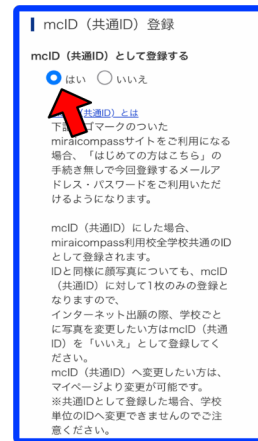 mcID（共通ID）登録
mcID（共通ID）として登録する
はい いいえ
共通ID）とは
下 ゴマークのついた
miraicompassサイトをご利用になる
場合、「はじめての方はこちら」の
手続き無しで今回登録するメールア
ドレス・パスワードをご利用いただ
けるようになります。
mcID（共通ID）にした場合、
miraicompass利用校全学校共通のID
として登録されます。
IDと同様に顔写真についても、mcID
（共通ID）に対して1枚のみの登録と
なりますので、
インターネット出願の際、学校ごと
に写真を変更したい方はmcID（共通
ID）を「いいえ」として登録してく
ださい。
mcID（共通ID）へ変更したい方は、
マイページより変更が可能です。
※共通IDとして登録した場合、学校
単位のIDへ変更できませんのでご注
意ください。